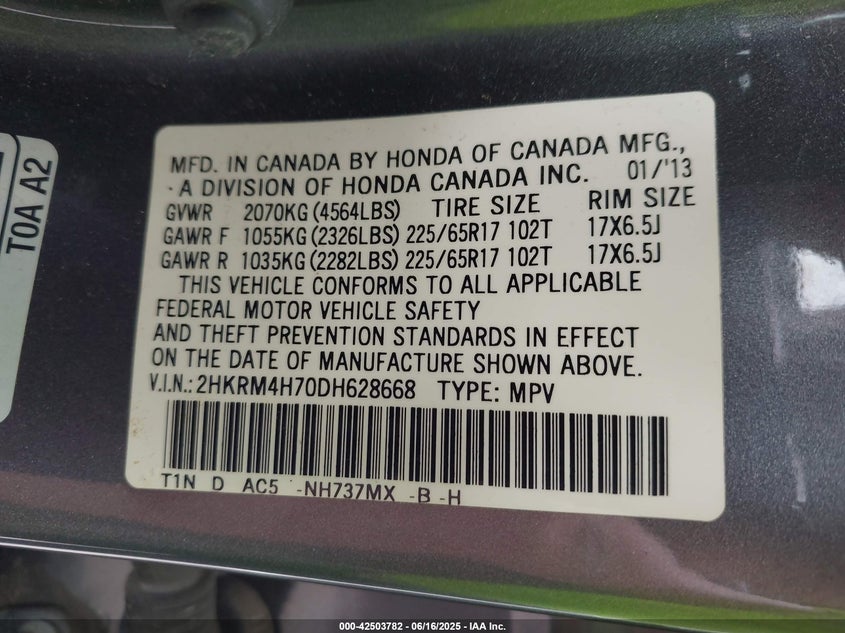 T0A A2
MFD. IN CANADA BY HONDA OF CANADA MFG.,
A DIVISION OF HONDA CANADA INC. 01/'13
GVWR 2070KG (4564LBS) TIRE SIZE RIM SIZE
GAWR F 1055KG (2326LBS) 225/65R17 102T 17X6.5J
GAWR R 1035KG (2282LBS) 225/65R17 102T 17X6.5J
THIS VEHICLE CONFORMS TO ALL APPLICABLE
FEDERAL MOTOR VEHICLE SAFETY
AND THEFT PREVENTION STANDARDS IN EFFECT
ON THE DATE OF MANUFACTURE SHOWN ABOVE.
V.I.N.: 2HKRM4H70DH628668 TYPE: MPV
T1N D AC5 -NH737MX -B -H
000-42503782 - 06/16/2025 - IAA Inc.